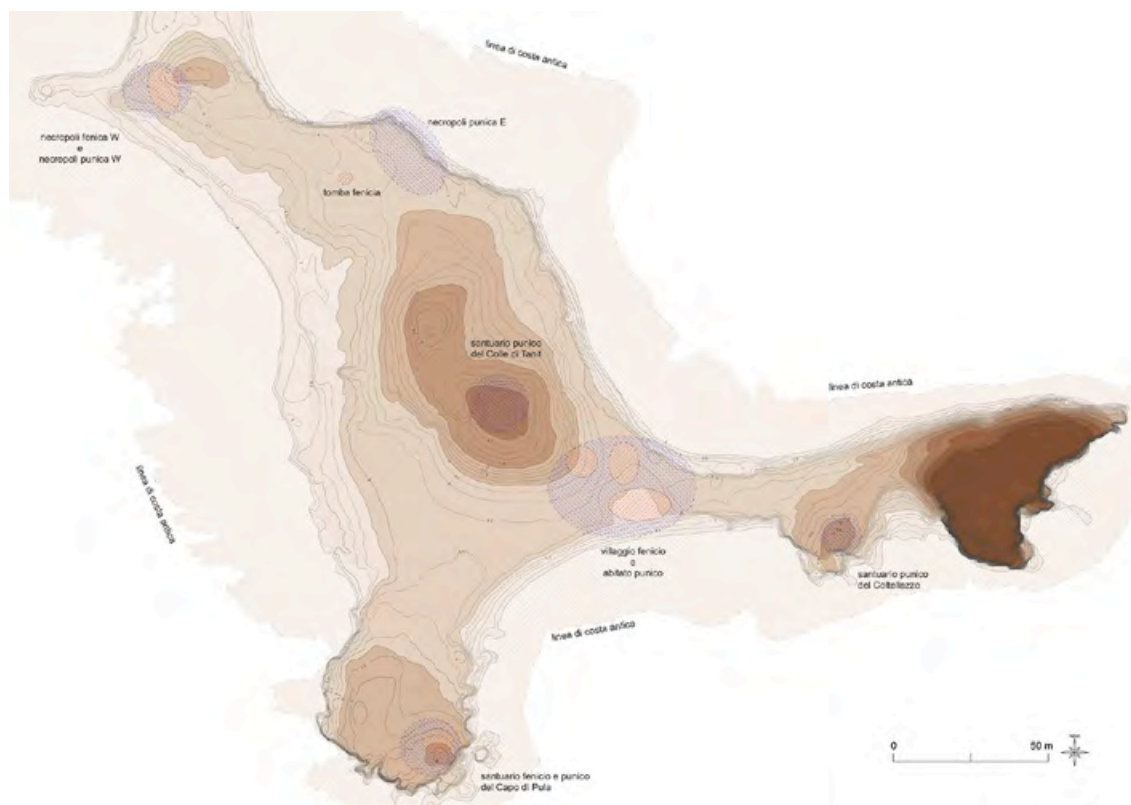 linea di costa antica
necropoli fenica W
e
necropoli punica W
necropoli punica E
tomba fenicia
santuario punico
del Colle di Tanit
linea di costa antica
linea di costa antica
villaggio fenicio
e
abitato punico
santuario punico
del Coltellazzo
linea di costa antica
0 50 m
santuario fenicio e punico
del Capo di Pula